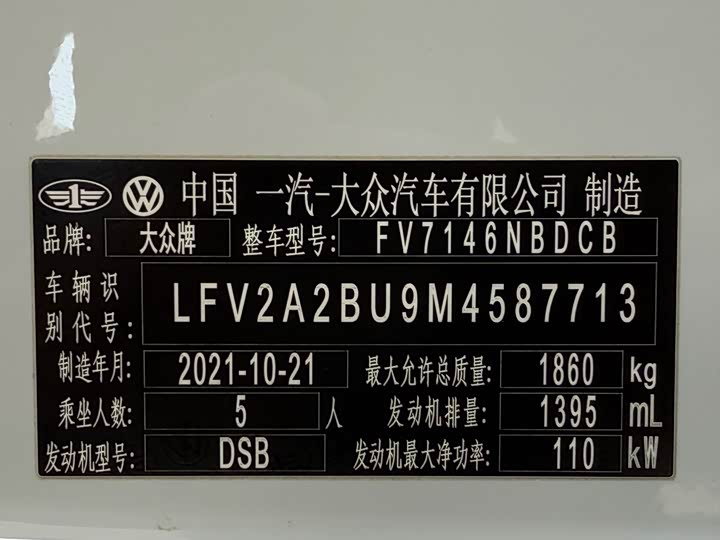 中国 一汽-大众汽车有限公司 制造
品牌: 大众牌 整车型号: FV7146NBDCB
车辆识别代号: LFV2A2BU9M4587713
制造年月: 2021-10-21 最大允许总质量: 1860 kg
乘坐人数: 5 人 发动机排量: 1395 mL
发动机型号: DSB 发动机最大净功率: 110 kW